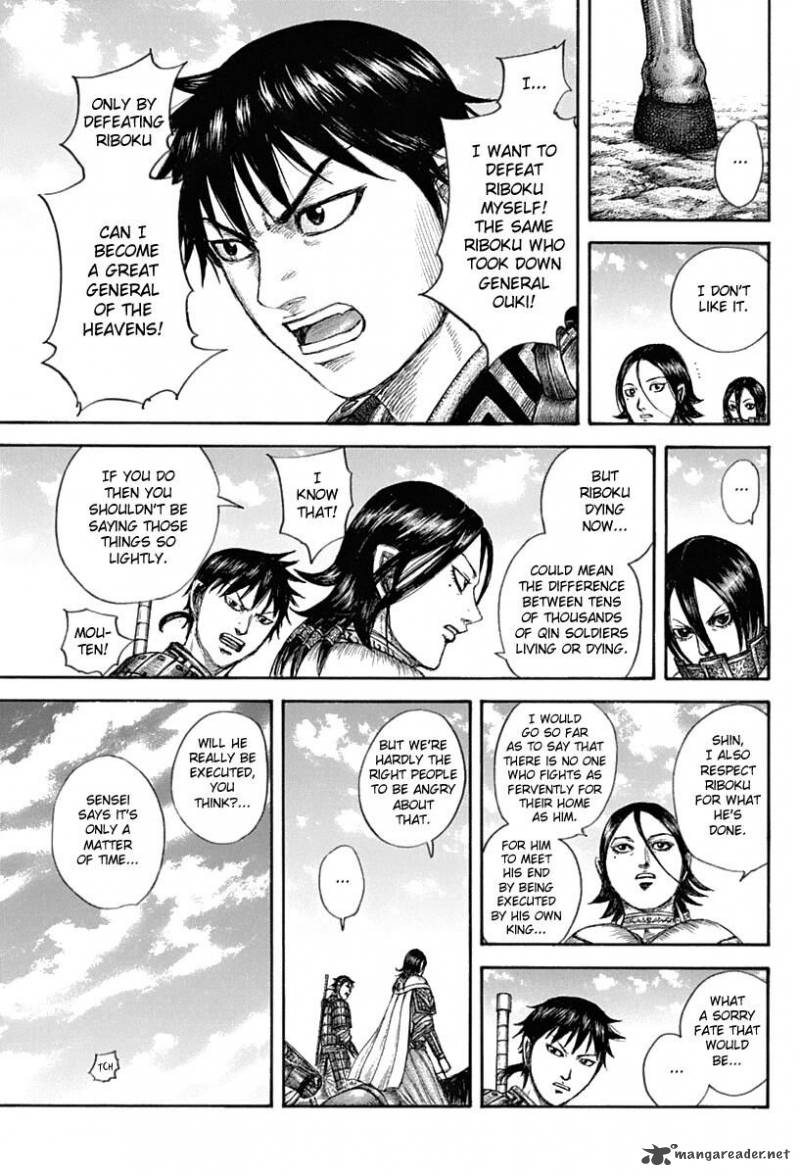 ...
I...
I WANT TO
DEFEAT
RIBOKU
MYSELF!
THE SAME
RIBOKU WHO
TOOK DOWN
GENERAL
OUKI!
ONLY BY
DEFEATING
RIBOKU
CAN I
BECOME
A GREAT
GENERAL
OF THE
HEAVENS!
I DON'T
LIKE IT.
...
...
BUT
RIBOKU
DYING
NOW...
COULD MEAN
THE DIFFERENCE
BETWEEN TENS
OF THOUSANDS
OF QIN SOLDIERS
LIVING OR DYING.
I
KNOW
THAT!
IF YOU DO
THEN YOU
SHOULDN'T BE
SAYING THOSE
THINGS SO
LIGHTLY.
MOU-
TEN!
SHIN,
I ALSO
RESPECT
RIBOKU
FOR WHAT
HE'S
DONE.
I WOULD
GO SO FAR
AS TO SAY THAT
THERE IS NO ONE
WHO FIGHTS AS
FERVENTLY FOR
THEIR HOME
AS HIM.
FOR HIM
TO MEET
HIS END
BY BEING
EXECUTED
BY HIS OWN
KING...
WHAT
A SORRY
FATE THAT
WOULD
BE...
...
BUT WE'RE
HARDLY THE
RIGHT PEOPLE
TO BE ANGRY
ABOUT
THAT.
...
WILL HE
REALLY BE
EXECUTED,
YOU
THINK?...
SENSEI
SAYS IT'S
ONLY A
MATTER
OF TIME...
TCH
mangareader.net